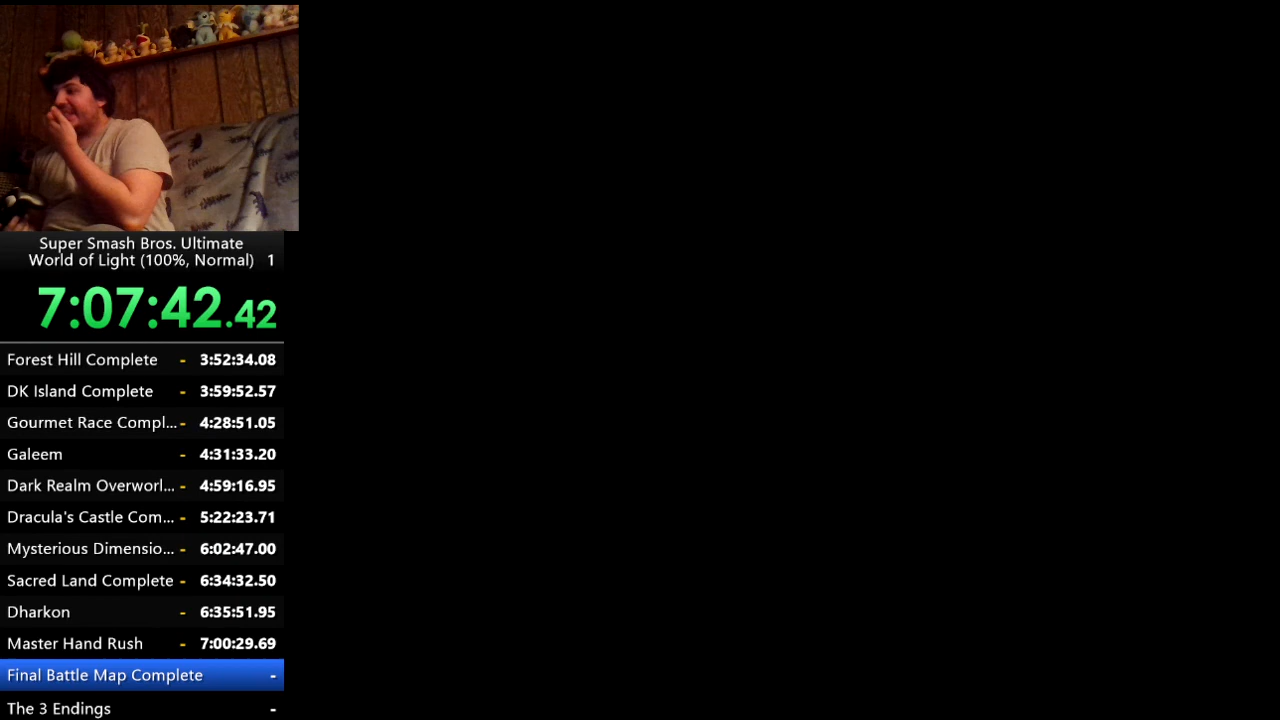 Super Smash Bros. Ultimate
World of Light (100%, Normal) 1
7:07:42.42
Forest Hill Complete - 3:52:34.08
DK Island Complete - 3:59:52.57
Gourmet Race Compl... - 4:28:51.05
Galeem - 4:31:33.20
Dark Realm Overworl... - 4:59:16.95
Dracula's Castle Com... - 5:22:23.71
Mysterious Dimensio... - 6:02:47.00
Sacred Land Complete - 6:34:32.50
Dharkon - 6:35:51.95
Master Hand Rush - 7:00:29.69
Final Battle Map Complete -
The 3 Endings -